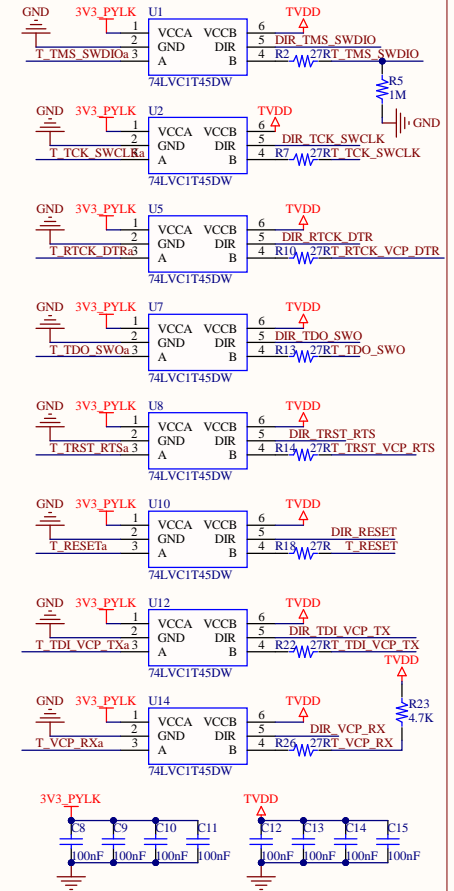 3V3_PYLK U1 TVDD
GND
1 VCCA VCCB 6
2 GND DIR 5 DIR_TMS_SWDIO
T_TMS_SWDIOa 3 A B 4 R2 27R T_TMS_SWDIO
74LVC1T45DW
R5
1M
GND
GND 3V3_PYLK U2 TVDD
1 VCCA VCCB 6
2 GND DIR 5 DIR_TCK_SWCLK
T_TCK_SWCLKa 3 A B 4 R7 27R T_TCK_SWCLK
74LVC1T45DW
GND 3V3_PYLK U5 TVDD
1 VCCA VCCB 6
2 GND DIR 5 DIR_RTCK_DTR
T_RTCK_DTRa 3 A B 4 R10 27R T_RTCK_VCP_DTR
74LVC1T45DW
GND 3V3_PYLK U7 TVDD
1 VCCA VCCB 6
2 GND DIR 5 DIR_TDO_SWO
T_TDO_SWOa 3 A B 4 R13 27R T_TDO_SWO
74LVC1T45DW
GND 3V3_PYLK U8 TVDD
1 VCCA VCCB 6
2 GND DIR 5 DIR_TRST_RTS
T_TRST_RTSa 3 A B 4 R14 27R T_TRST_VCP_RTS
74LVC1T45DW
GND 3V3_PYLK U10 TVDD
1 VCCA VCCB 6
2 GND DIR 5 DIR_RESET
T_RESETa 3 A B 4 R18 27R T_RESET
74LVC1T45DW
GND 3V3_PYLK U12 TVDD
1 VCCA VCCB 6
2 GND DIR 5 DIR_TDI_VCP_TX
T_TDI_VCP_TXa 3 A B 4 R22 27R T_TDI_VCP_TX
74LVC1T45DW
TVDD
R23
4.7K
GND 3V3_PYLK U14 TVDD
1 VCCA VCCB 6
2 GND DIR 5 DIR_VCP_RX
T_VCP_RXa 3 A B 4 R26 27R T_VCP_RX
74LVC1T45DW
3V3_PYLK TVDD
C8 C9 C10 C11 C12 C13 C14 C15
100nF 100nF 100nF 100nF 100nF 100nF 100nF 100nF